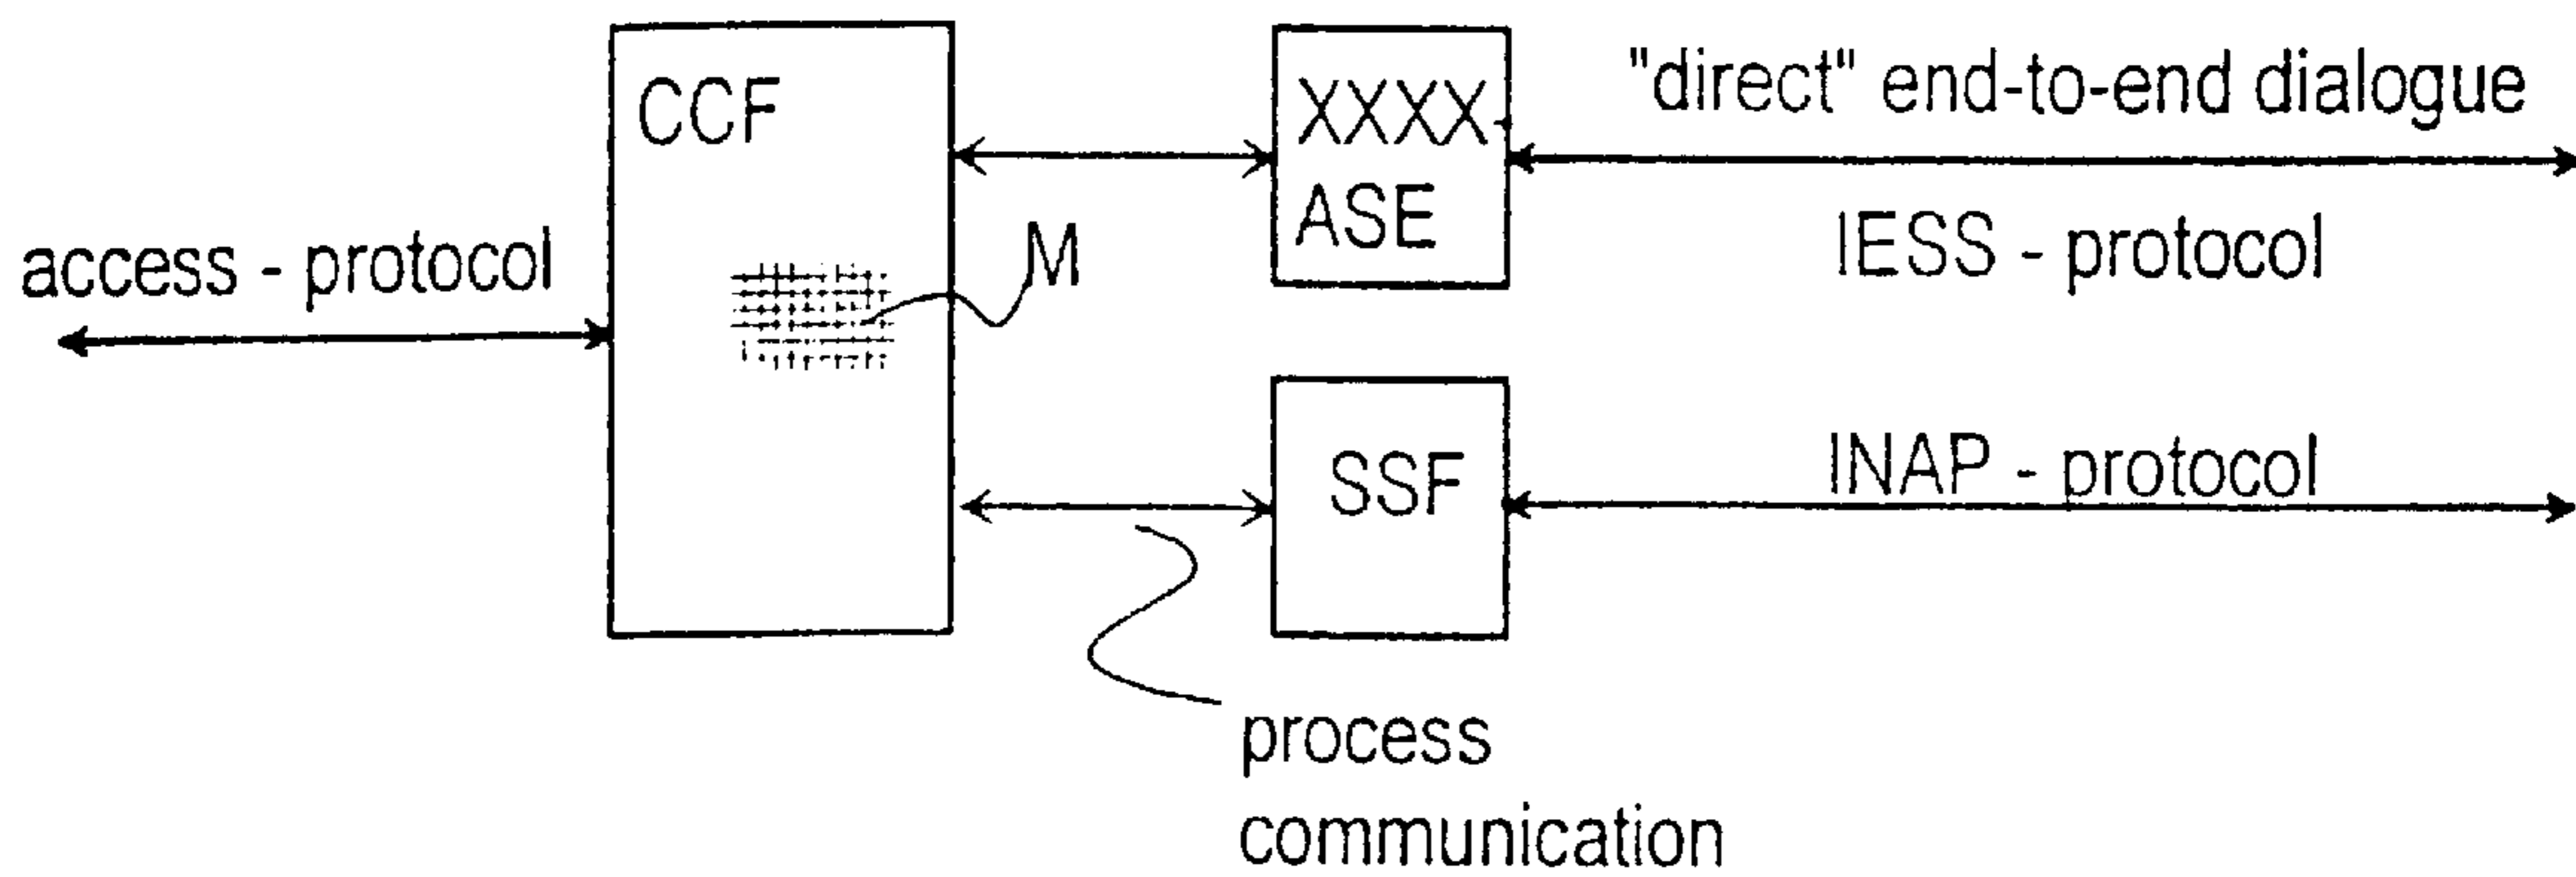 CCF
XXXX-
ASE
"direct" end-to-end dialogue
IESS - protocol
access - protocol
M
SSF
INAP - protocol
process
communication